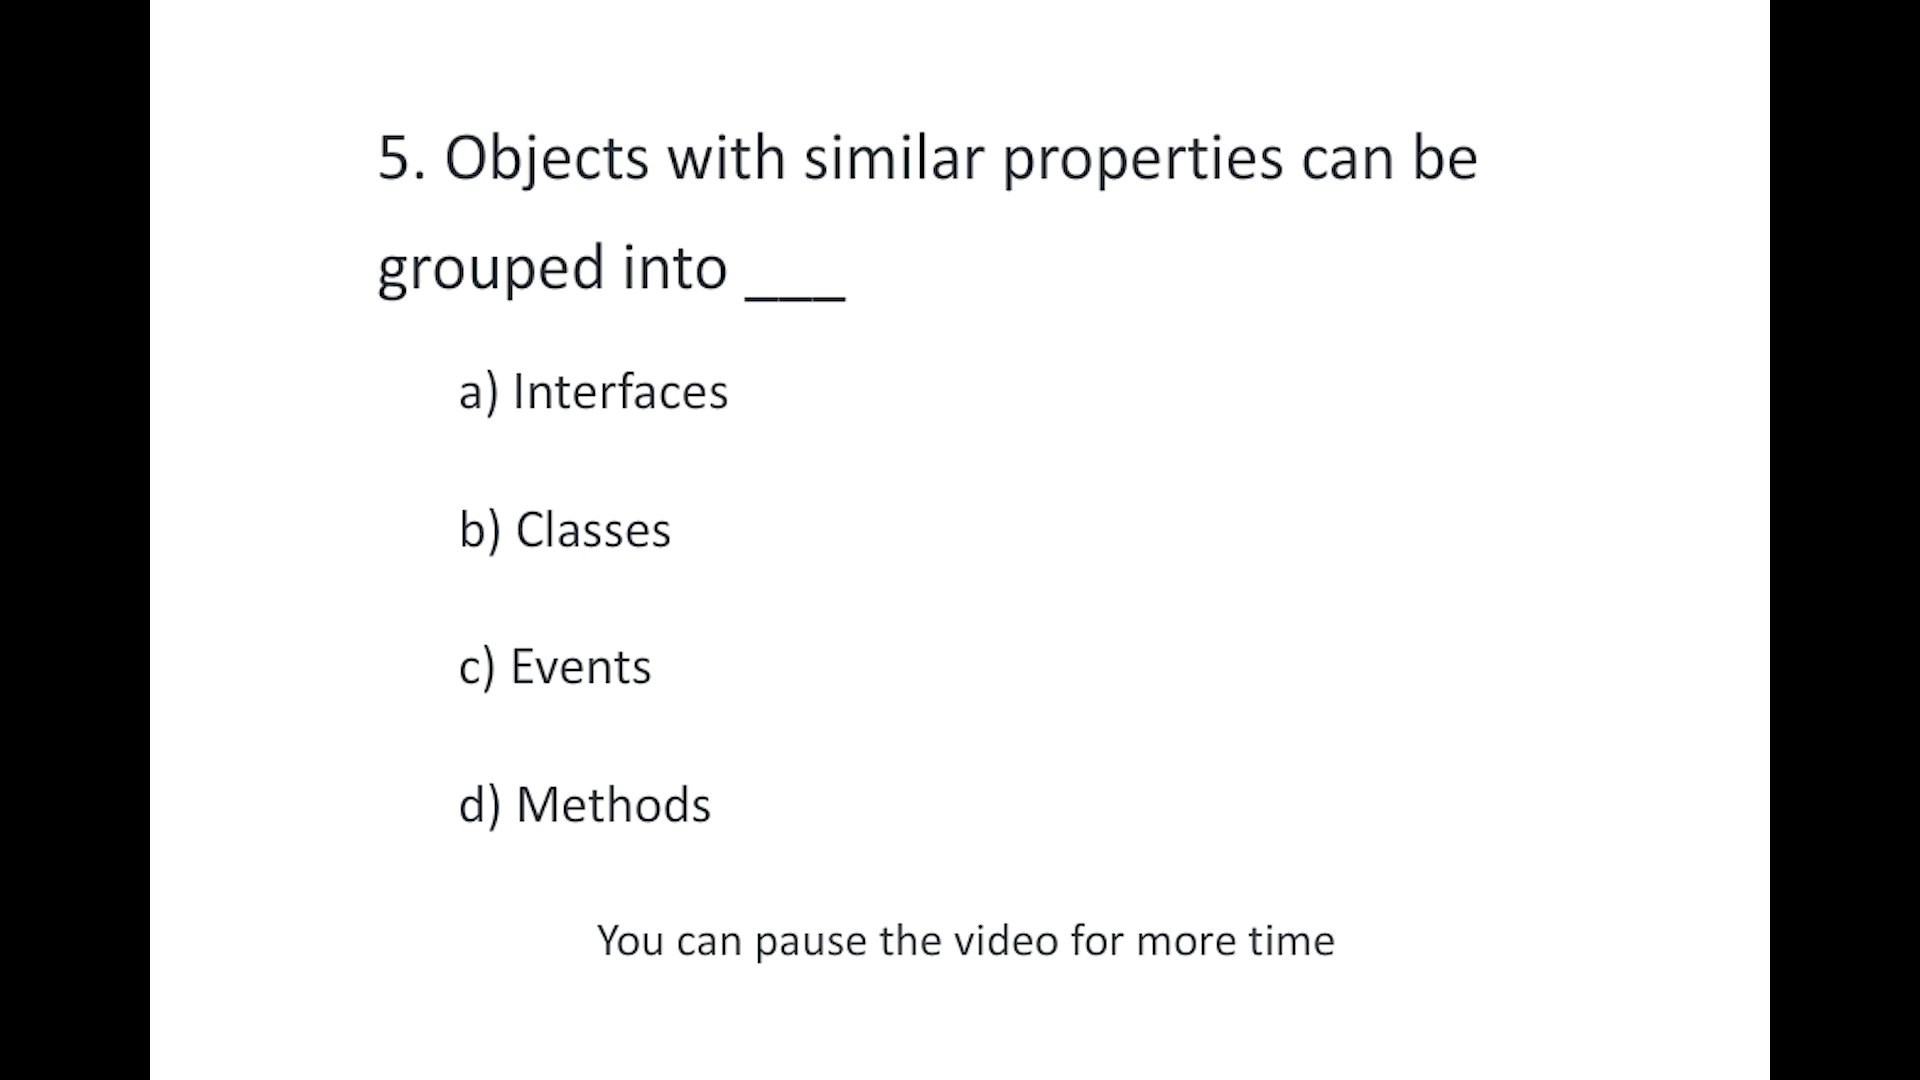 5. Objects with similar properties can be
grouped into ___
a) Interfaces
b) Classes
c) Events
d) Methods
You can pause the video for more time